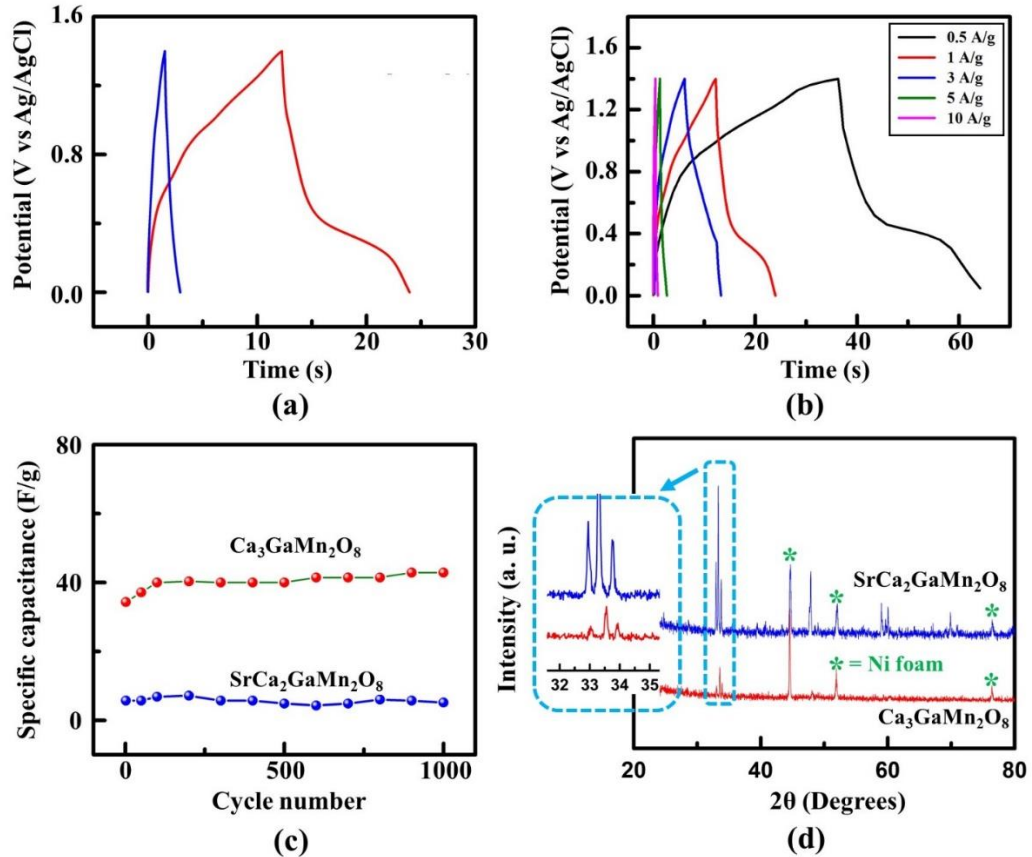 1.6
0.8
0.0
Potential (V vs Ag/AgCl)
0 10 20 30
Time (s)
(a)
1.6
1.2
0.8
0.4
0.0
Potential (V vs Ag/AgCl)
0.5 A/g
1 A/g
3 A/g
5 A/g
10 A/g
0 20 40 60
Time (s)
(b)
80
40
0
Specific capacitance (F/g)
Ca₃GaMn₂O₈
SrCa₂GaMn₂O₈
0 500 1000
Cycle number
(c)
Intensity (a. u.)
32 33 34 35
*
*
*
SrCa₂GaMn₂O₈
* = Ni foam
*
Ca₃GaMn₂O₈
20 40 60 80
2θ (Degrees)
(d)